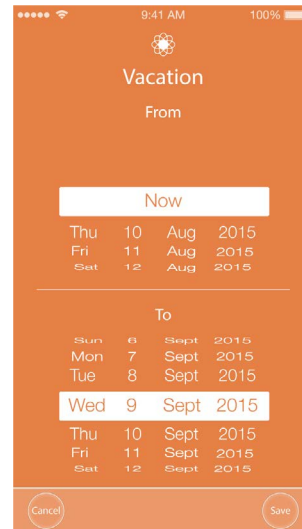 9:41 AM 100%
Vacation
From
Now
Thu 10 Aug 2015
Fri 11 Aug 2015
Sat 12 Aug 2015
To
Sun 6 Sept 2015
Mon 7 Sept 2015
Tue 8 Sept 2015
Wed 9 Sept 2015
Thu 10 Sept 2015
Fri 11 Sept 2015
Sat 12 Sept 2015
Cancel Save